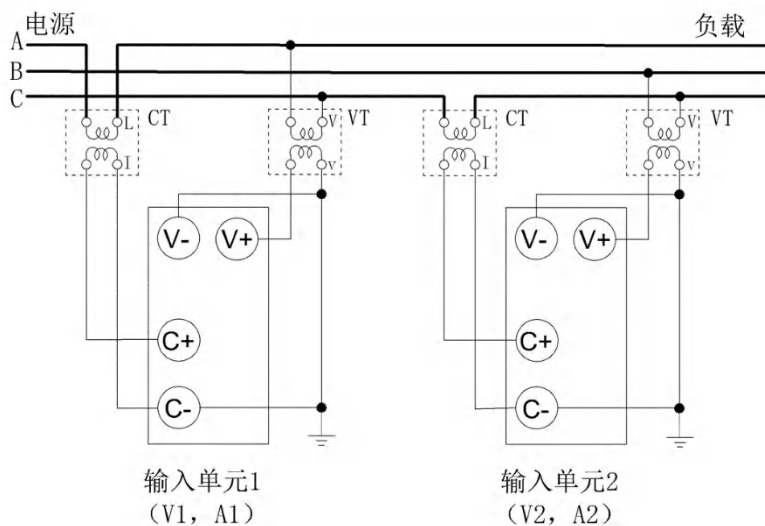 电源
负载
A
B
C
L CT
V VT
L CT
V VT
I
v
I
v
V- V+
V- V+
C+
C+
C-
C-
输入单元1
(V1, A1)
输入单元2
(V2, A2)